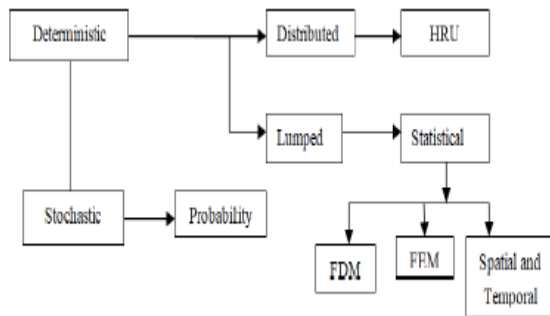 Deterministic
Distributed
HRU
Lumped
Statistical
Stochastic
Probability
FDM
FEM
Spatial and
Temporal